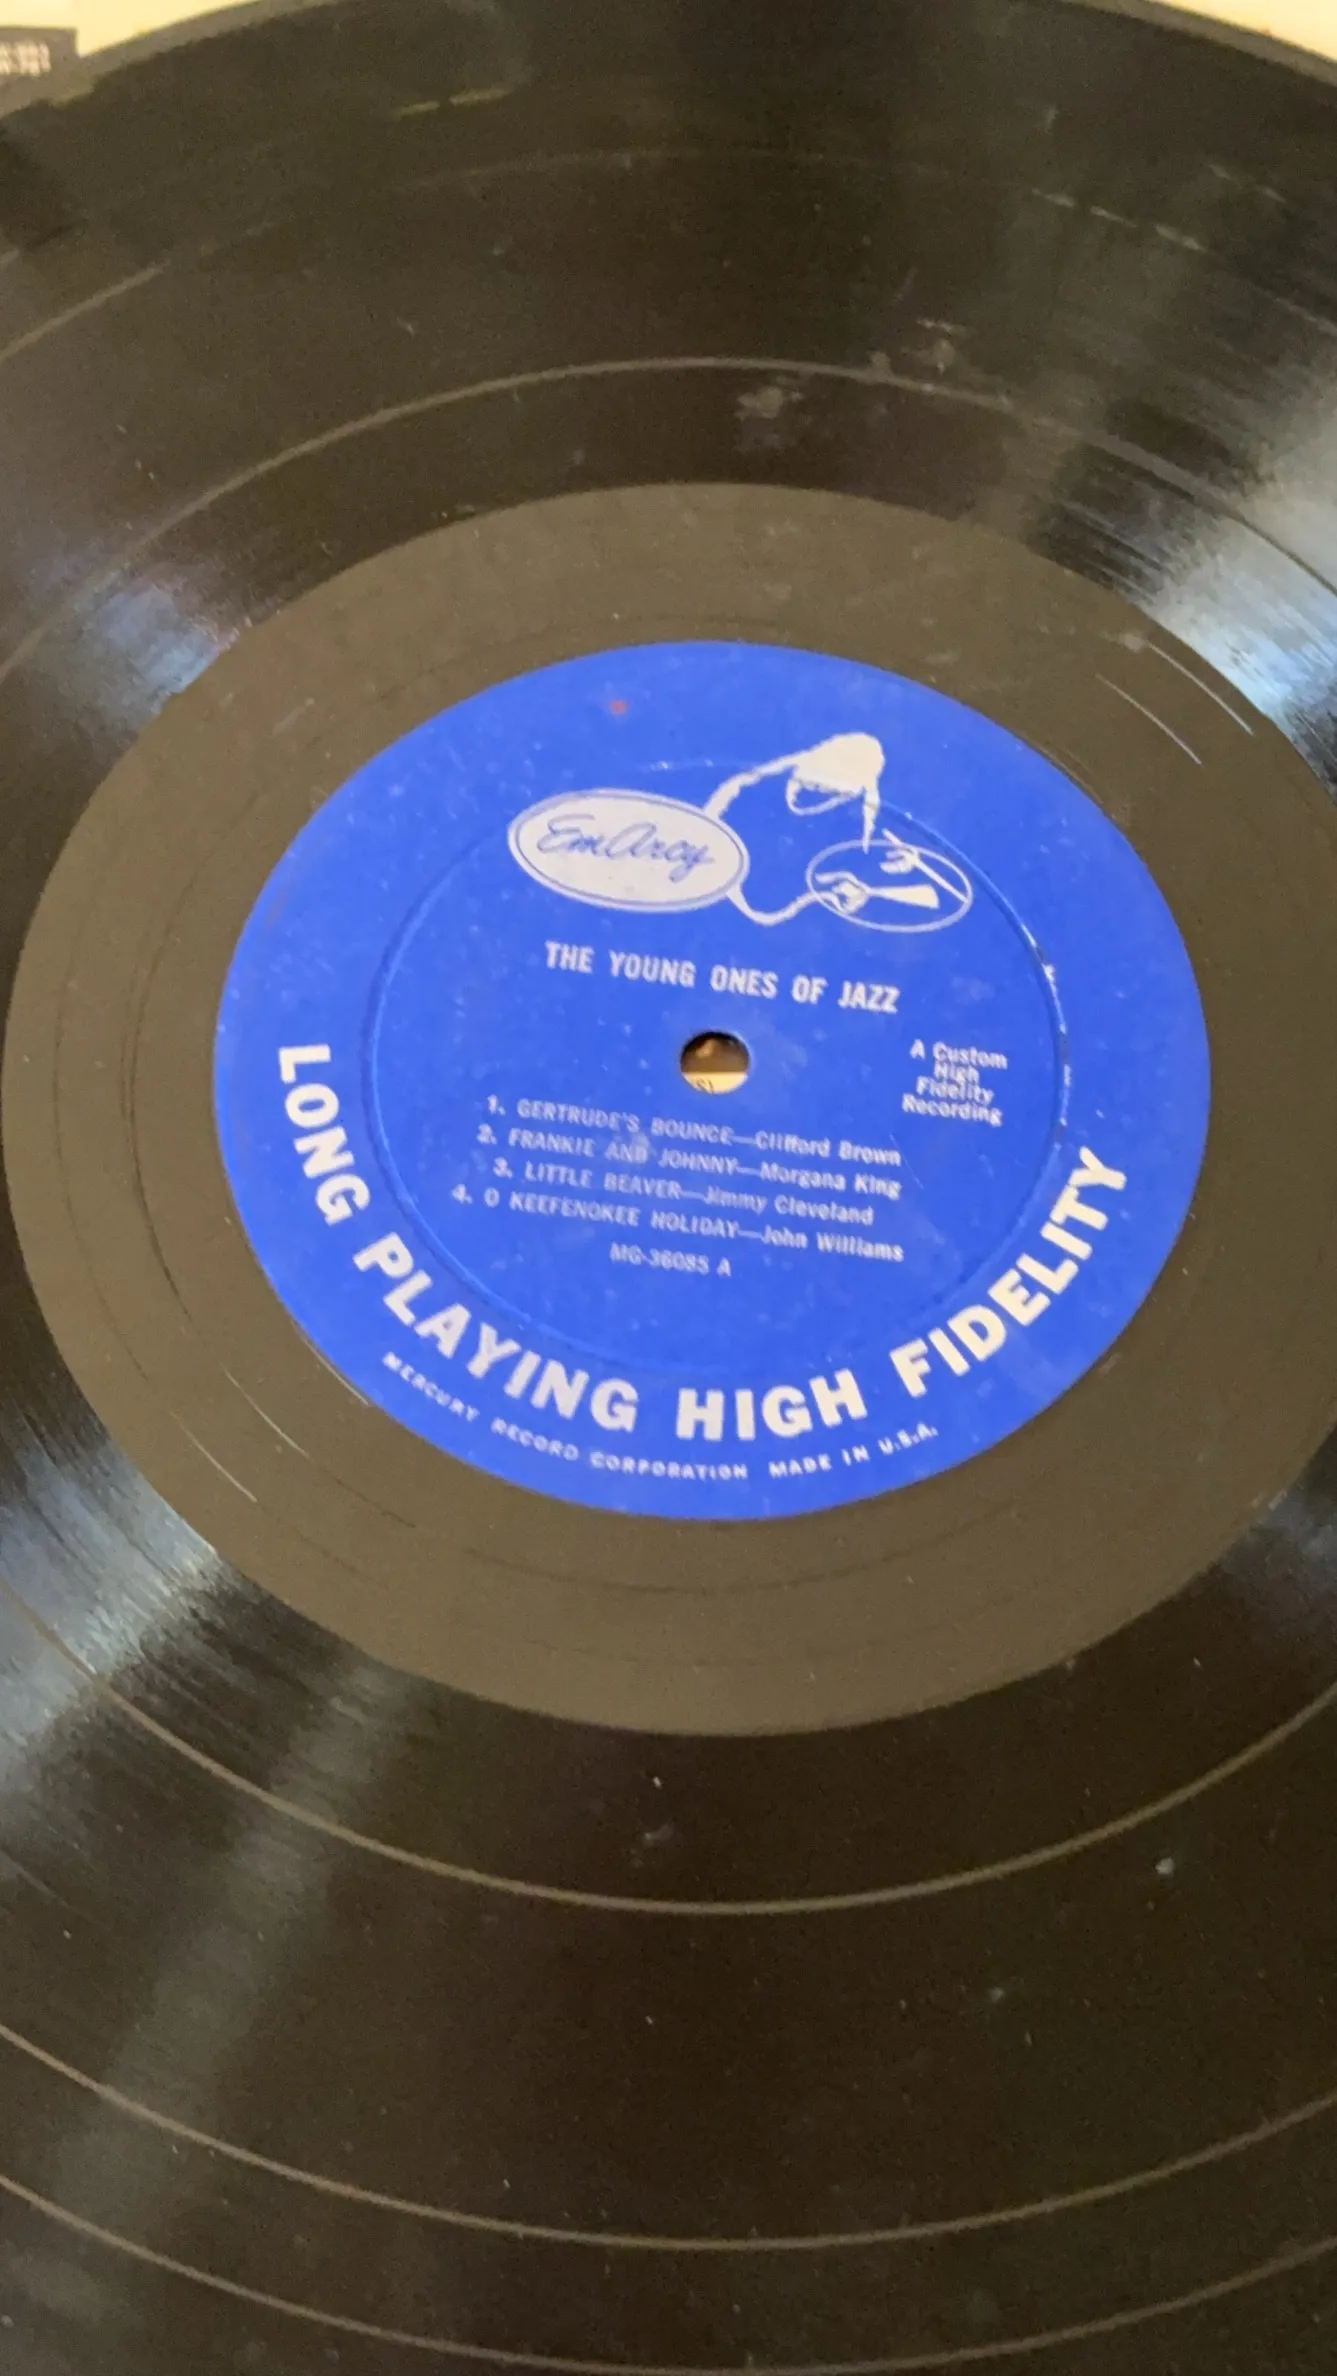 EmArcy
THE YOUNG ONES OF JAZZ
A Custom
High
Fidelity
Recording
1. GERTRUDE'S BOUNCE—Clifford Brown
2. FRANKIE AND JOHNNY—Morgana King
3. LITTLE BEAVER—Jimmy Cleveland
4. O KEEFENOKEE HOLIDAY—John Williams
MG-36085 A
LONG PLAYING HIGH FIDELITY
MERCURY RECORD CORPORATION MADE IN U.S.A.